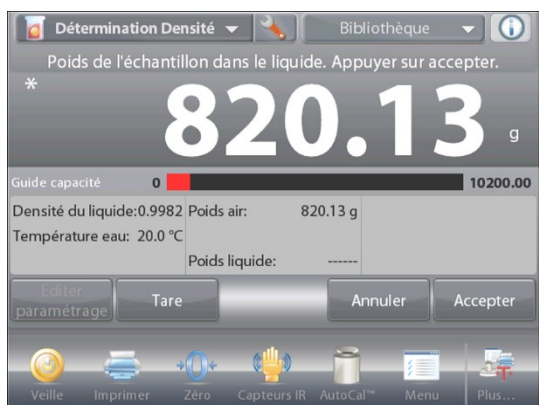 Détermination Densité Bibliothèque
Poids de l'échantillon dans le liquide. Appuyer sur accepter.
*
820.13 g
Guide capacité 0 10200.00
Densité du liquide:0.9982 Poids air: 820.13 g
Température eau: 20.0 °C
Poids liquide: ------
Éditer paramétrage Tare Annuler Accepter
Veille Imprimer Zéro Capteurs IR AutoCal™ Menu Plus...